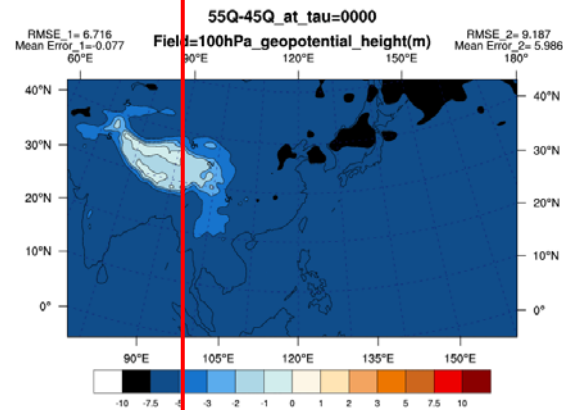 55Q-45Q_at_tau=0000
RMSE_1= 6.716
Mean Error_1=-0.077
Field=100hPa_geopotential_height(m)
RMSE_2= 9.187
Mean Error_2= 5.986
60°E 90°E 120°E 150°E 180°
40°N 40°N
30°N 30°N
20°N 20°N
10°N 10°N
0° 0°
90°E 105°E 120°E 135°E 150°E
-10 -7.5 -5 -3 -2 -1 0 1 2 3 5 7.5 10